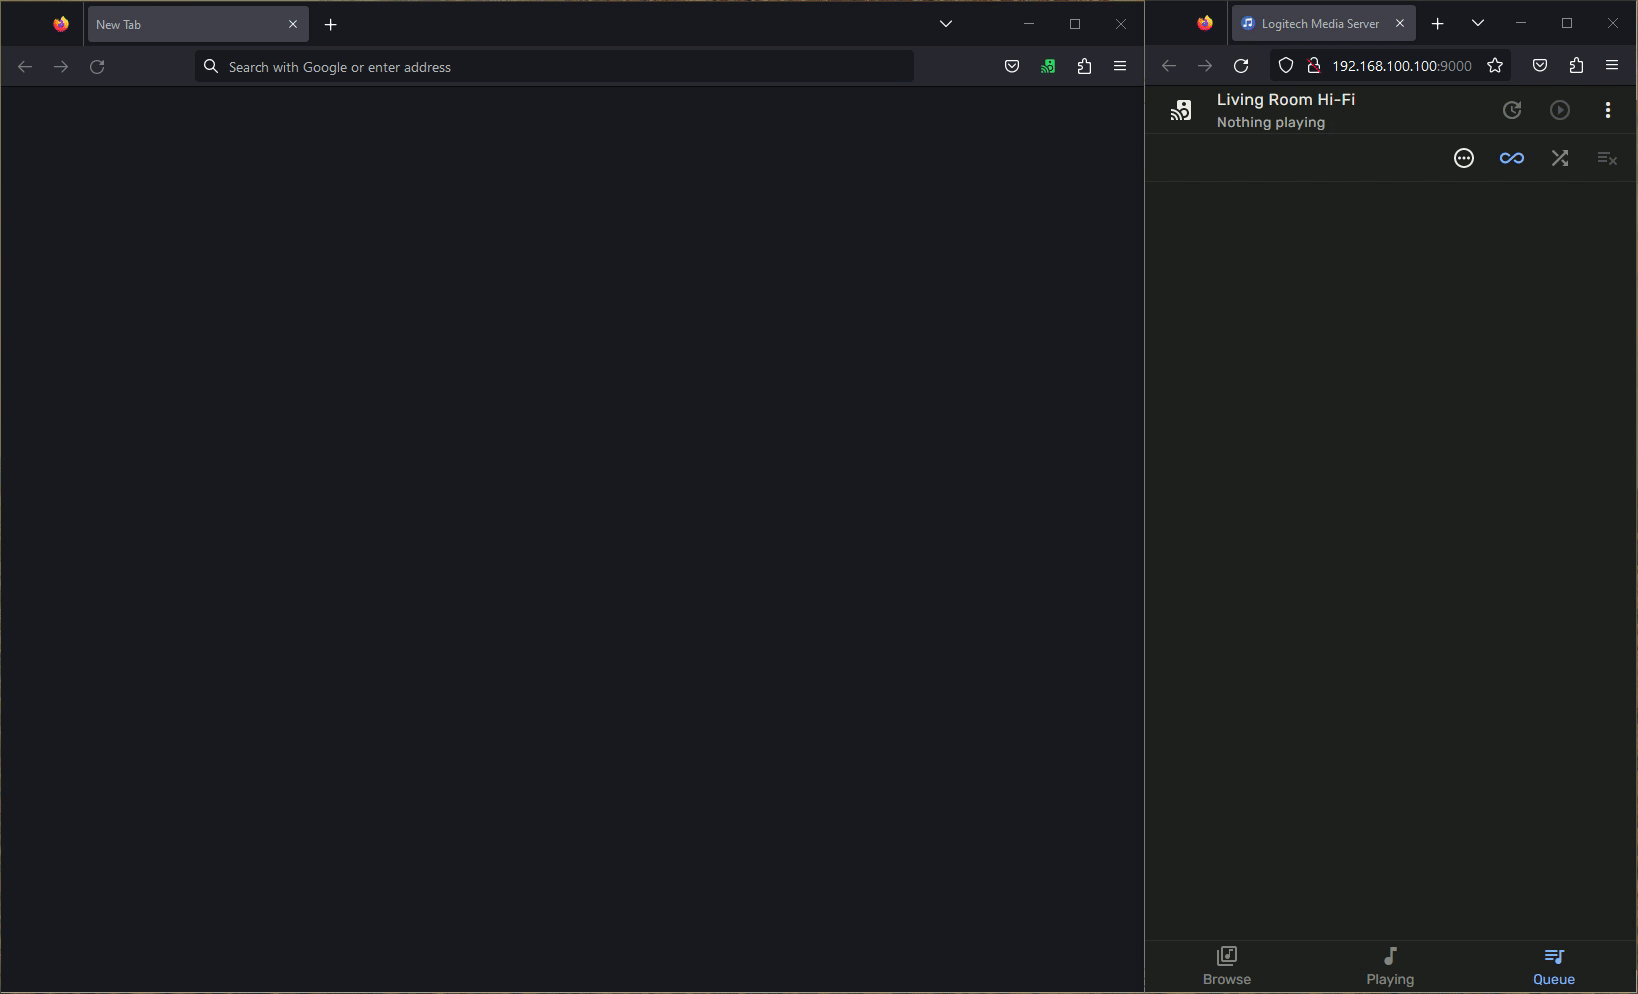 New Tab
Search with Google or enter address
Logitech Media Server
192.168.100.100:9000
Living Room Hi-Fi
Nothing playing
Browse
Playing
Queue